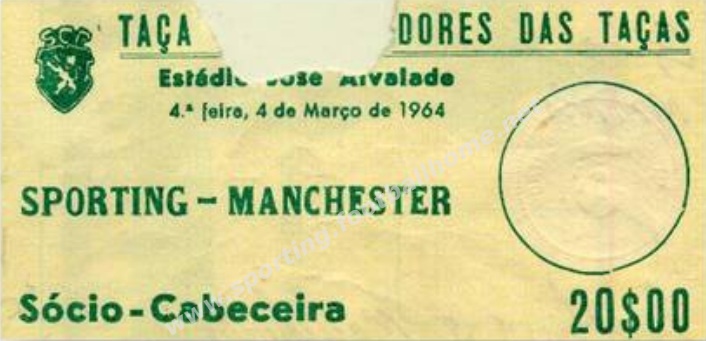 SCP
TAÇA DORES DAS TAÇAS
Estádio José Alvalade
4.ª feira, 4 de Março de 1964
SPORTING - MANCHESTER
Sócio-Cabeceira
20$00